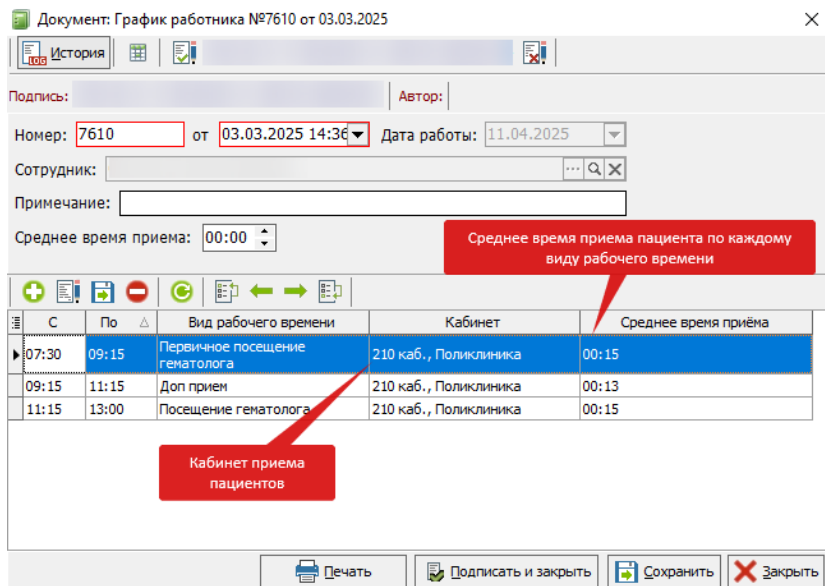 Документ: График работника №7610 от 03.03.2025
LOG История
Подпись: Автор:
Номер: 7610 от 03.03.2025 14:36 Дата работы: 11.04.2025
Сотрудник:
Примечание:
Среднее время приема: 00:00
Среднее время приема пациента по каждому
виду рабочего времени
С По Вид рабочего времени Кабинет Среднее время приёма
07:30 09:15 Первичное посещение
гематолога 210 каб., Поликлиника 00:15
09:15 11:15 Доп прием 210 каб., Поликлиника 00:13
11:15 13:00 Посещение гематолога 210 каб., Поликлиника 00:15
Кабинет приема
пациентов
Печать Подписать и закрыть Сохранить Закрыть